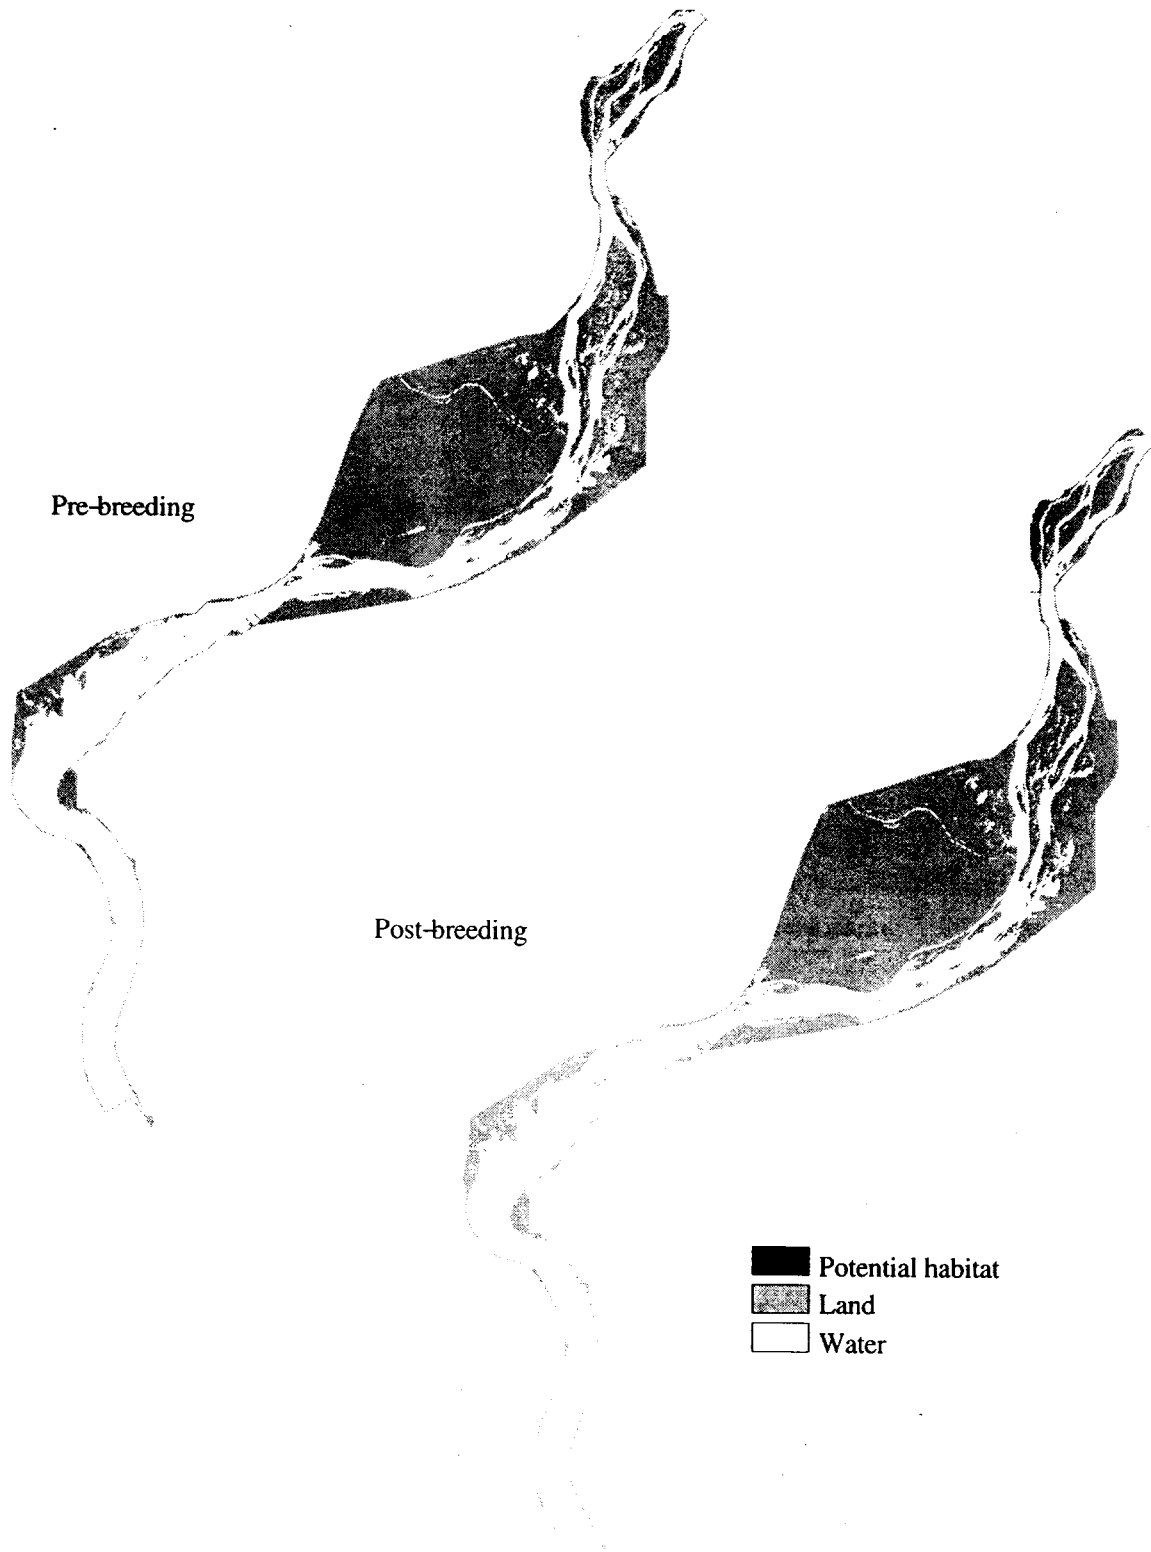 Pre-breeding
Post-breeding
Potential habitat
Land
Water